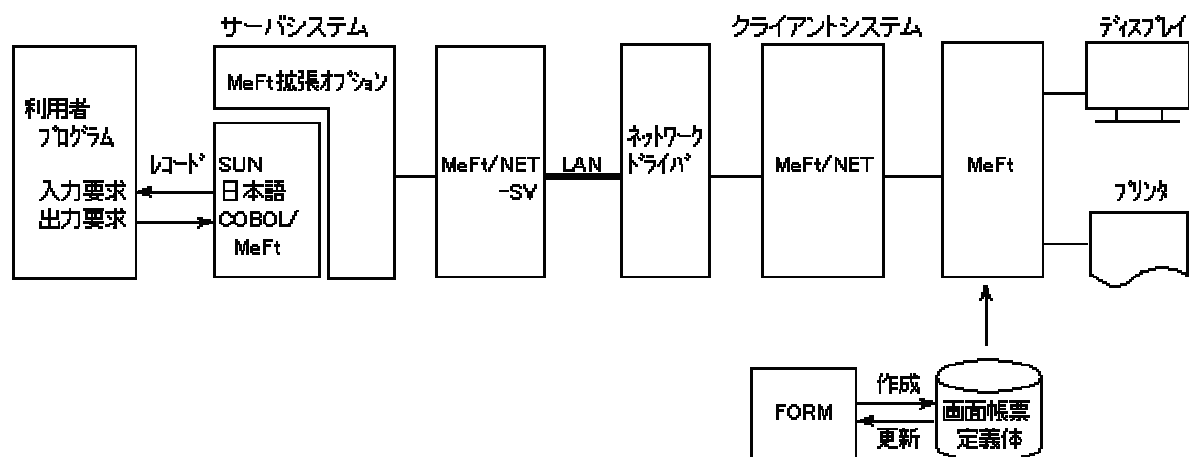 サーバシステム
クライアントシステム
ディスプレイ
MeFt拡張オプション
利用者
プログラム
レコード
SUN
日本語
COBOL/
MeFt
入力要求
出力要求
MeFt/NET
-SV
LAN
ネットワーク
ドライバ
MeFt/NET
MeFt
プリンタ
FORM
作成
更新
画面帳票
定義体